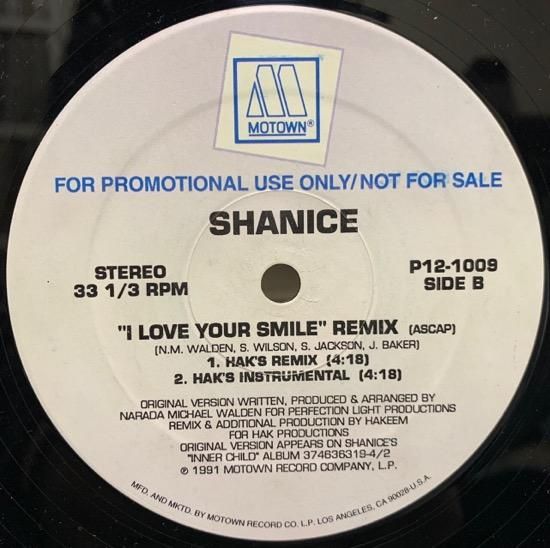 MOTOWN®
FOR PROMOTIONAL USE ONLY/NOT FOR SALE
SHANICE
STEREO
33 1/3 RPM
P12-1009
SIDE B
"I LOVE YOUR SMILE" REMIX (ASCAP)
(N.M. WALDEN, S. WILSON, S. JACKSON, J. BAKER)
1. HAK'S REMIX (4:18)
2. HAK'S INSTRUMENTAL (4:18)
ORIGINAL VERSION WRITTEN, PRODUCED & ARRANGED BY
NARADA MICHAEL WALDEN FOR PERFECTION LIGHT PRODUCTIONS
REMIX & ADDITIONAL PRODUCTION BY HAKEEM
FOR HAK PRODUCTIONS
ORIGINAL VERSION APPEARS ON SHANICE'S
"INNER CHILD" ALBUM 374636319-4/2
℗ 1991 MOTOWN RECORD COMPANY, L.P.
MFD. AND MKTD. BY MOTOWN RECORD CO. L.P. LOS ANGELES, CA 90028-U.S.A.